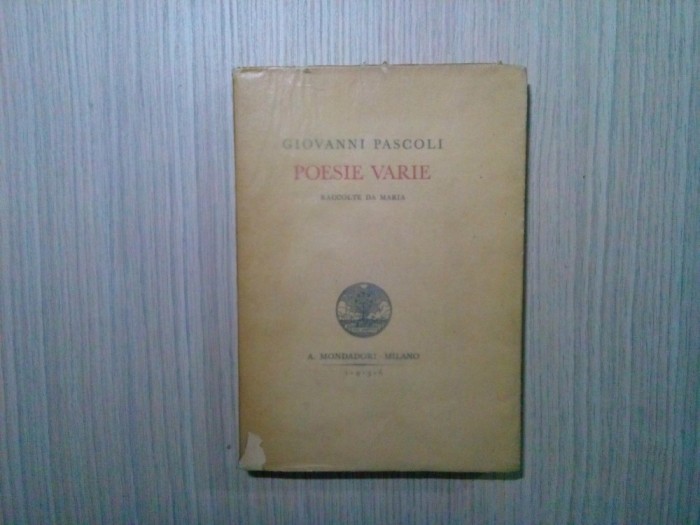 GIOVANNI PASCOLI
POESIE VARIE
RACCOLTE DA MARIA
A. MONDADORI · MILANO